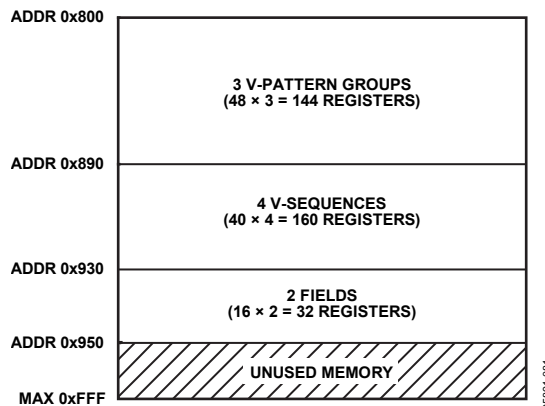 ADDR 0x800
3 V-PATTERN GROUPS
(48 × 3 = 144 REGISTERS)
ADDR 0x890
4 V-SEQUENCES
(40 × 4 = 160 REGISTERS)
ADDR 0x930
2 FIELDS
(16 × 2 = 32 REGISTERS)
ADDR 0x950
UNUSED MEMORY
MAX 0xFFF